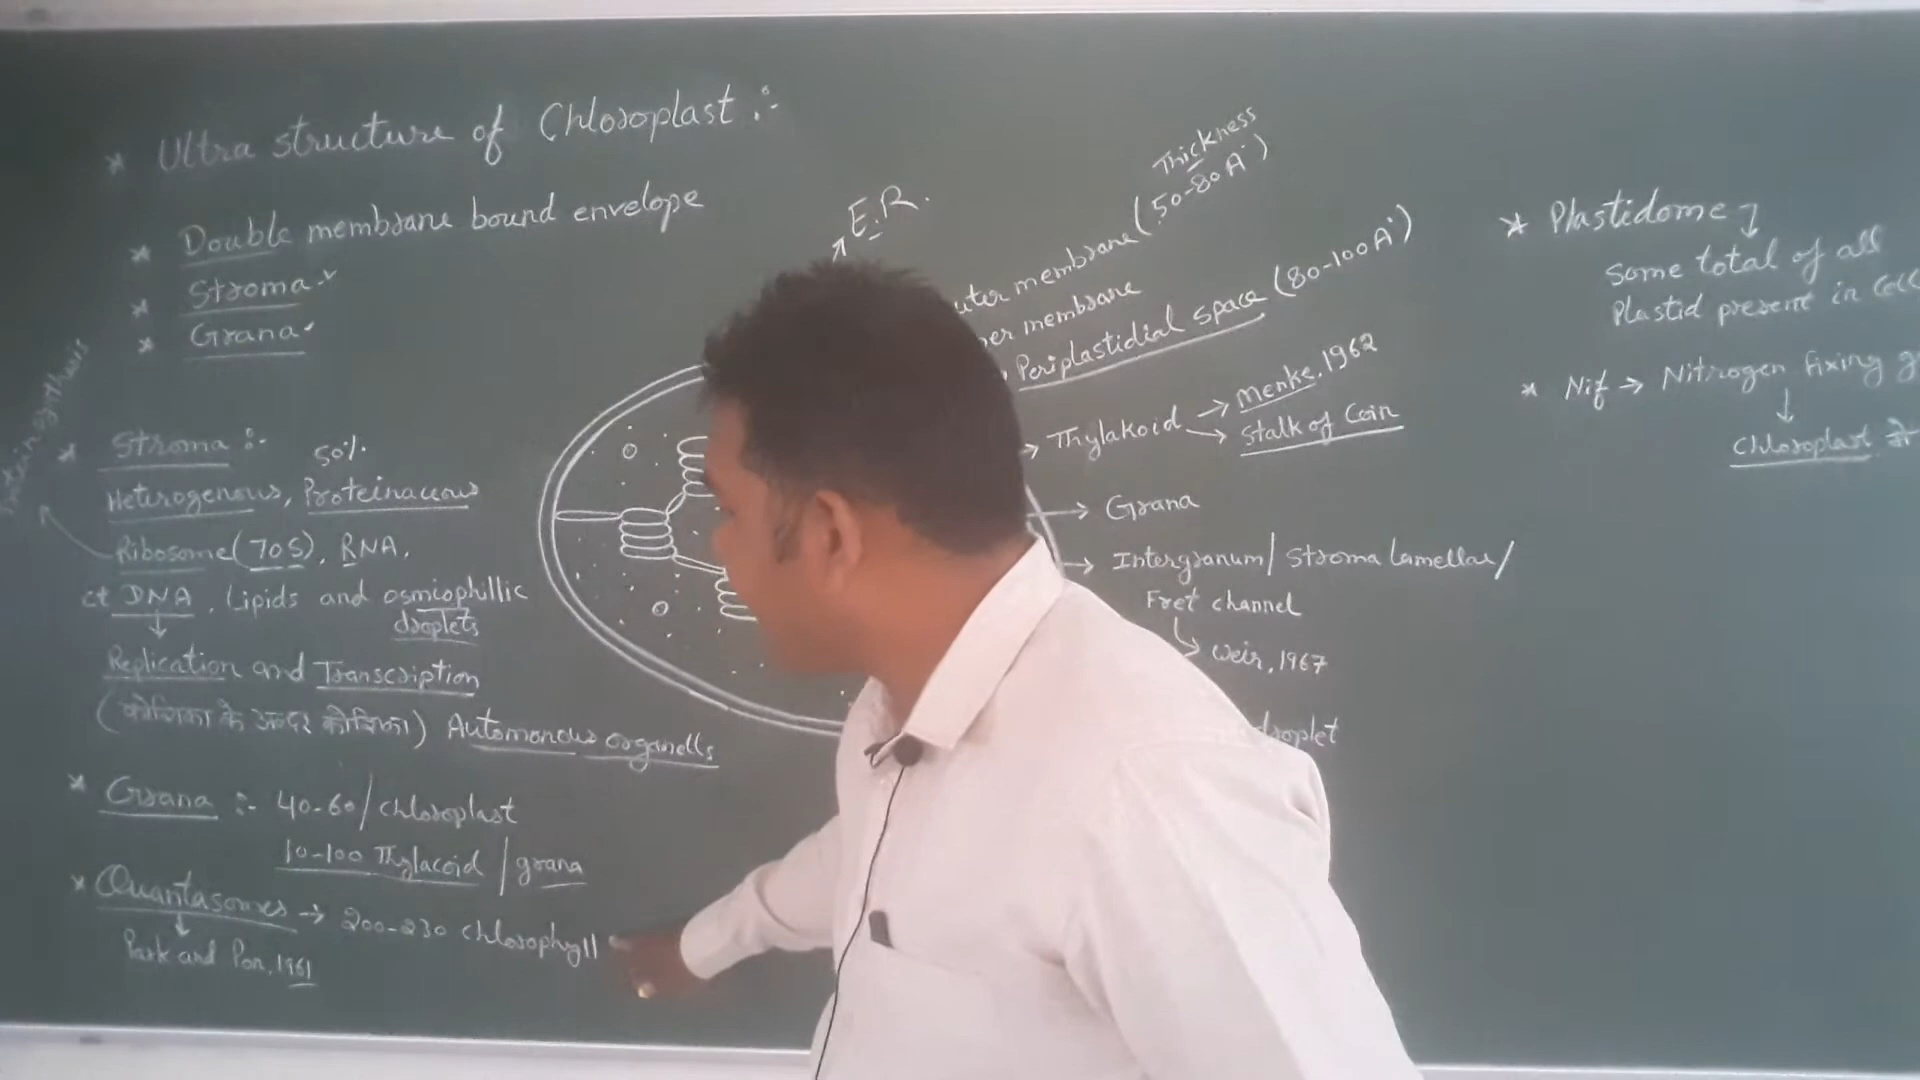 * Ultra structure of Chloroplast :-
* Double membrane bound envelope
* Stroma ✓
* Grana ✓
* Stroma :-
50%.
Heterogenous, Proteinaceous
Ribosome (70S), RNA,
ct DNA, Lipids and osmiophillic
droplets
Replication and Transcription
(कोशिका के अन्दर कोशिका) Automonous organells
* Grana :- 40-60/chloroplast
10-100 Thylacoid / grana
* Quantasomes → 200-230 chlorophyll
Park and Pon, 1961
E.R.
Thickness
uter membrane (50-80 A°)
ner membrane
Periplastidial space (80-100 A°)
Thylakoid → Menke, 1962
→ Stalk of Coin
→ Grana
→ Intergranum / Stroma lamellar /
Fret channel
Weir, 1967
droplet
* Plastidome
Some total of all
Plastid present in Cell
* Nif → Nitrogen fixing
Chloroplast में